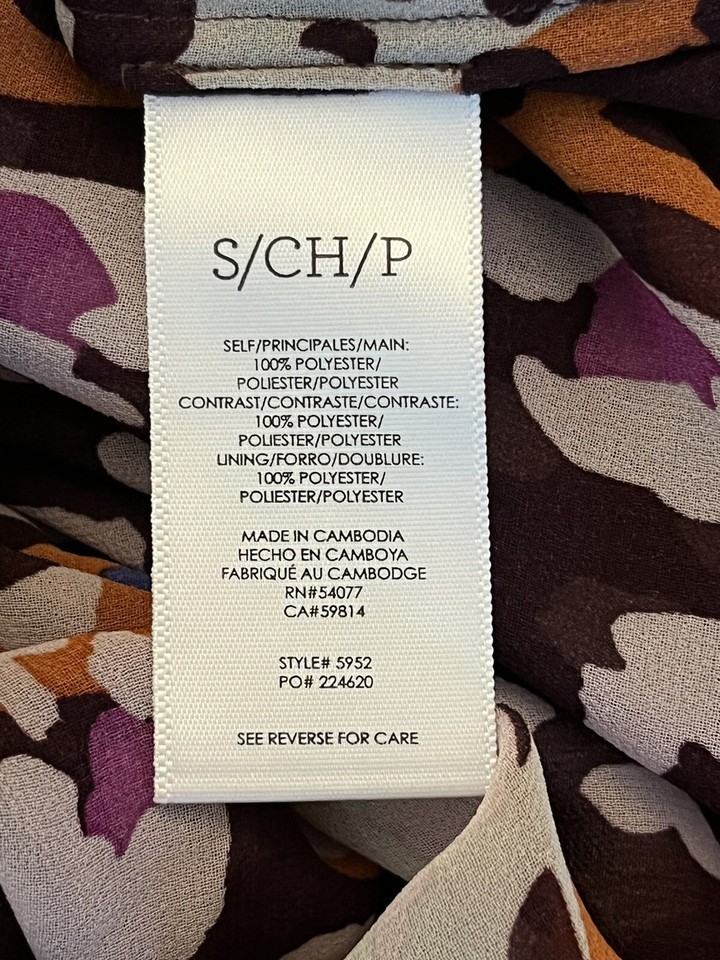 S/CH/P
SELF/PRINCIPALES/MAIN:
100% POLYESTER/
POLIESTER/POLYESTER
CONTRAST/CONTRASTE/CONTRASTE:
100% POLYESTER/
POLIESTER/POLYESTER
LINING/FORRO/DOUBLURE:
100% POLYESTER/
POLIESTER/POLYESTER
MADE IN CAMBODIA
HECHO EN CAMBOYA
FABRIQUÉ AU CAMBODGE
RN#54077
CA#59814
STYLE# 5952
PO# 224620
SEE REVERSE FOR CARE